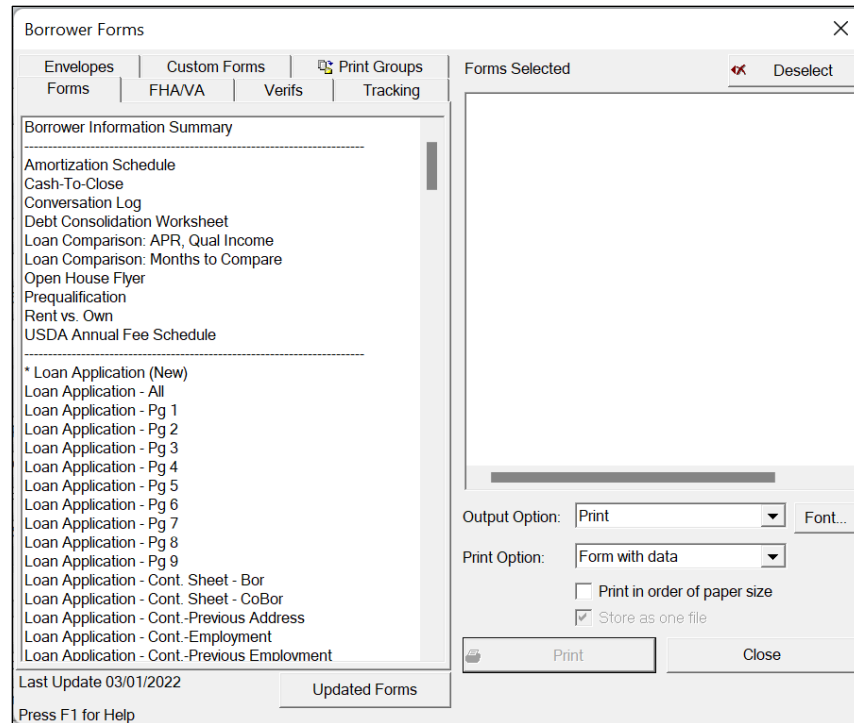 Borrower Forms
Envelopes Custom Forms Print Groups
Forms FHA/VA Verifs Tracking
Borrower Information Summary
--------------------------------------------------------------------------
Amortization Schedule
Cash-To-Close
Conversation Log
Debt Consolidation Worksheet
Loan Comparison: APR, Qual Income
Loan Comparison: Months to Compare
Open House Flyer
Prequalification
Rent vs. Own
USDA Annual Fee Schedule
--------------------------------------------------------------------------
* Loan Application (New)
Loan Application - All
Loan Application - Pg 1
Loan Application - Pg 2
Loan Application - Pg 3
Loan Application - Pg 4
Loan Application - Pg 5
Loan Application - Pg 6
Loan Application - Pg 7
Loan Application - Pg 8
Loan Application - Pg 9
Loan Application - Cont. Sheet - Bor
Loan Application - Cont. Sheet - CoBor
Loan Application - Cont.-Previous Address
Loan Application - Cont.-Employment
Loan Application - Cont.-Previous Employment
Last Update 03/01/2022
Updated Forms
Press F1 for Help
Forms Selected
Deselect
Output Option: Print Font...
Print Option: Form with data
Print in order of paper size
Store as one file
Print Close